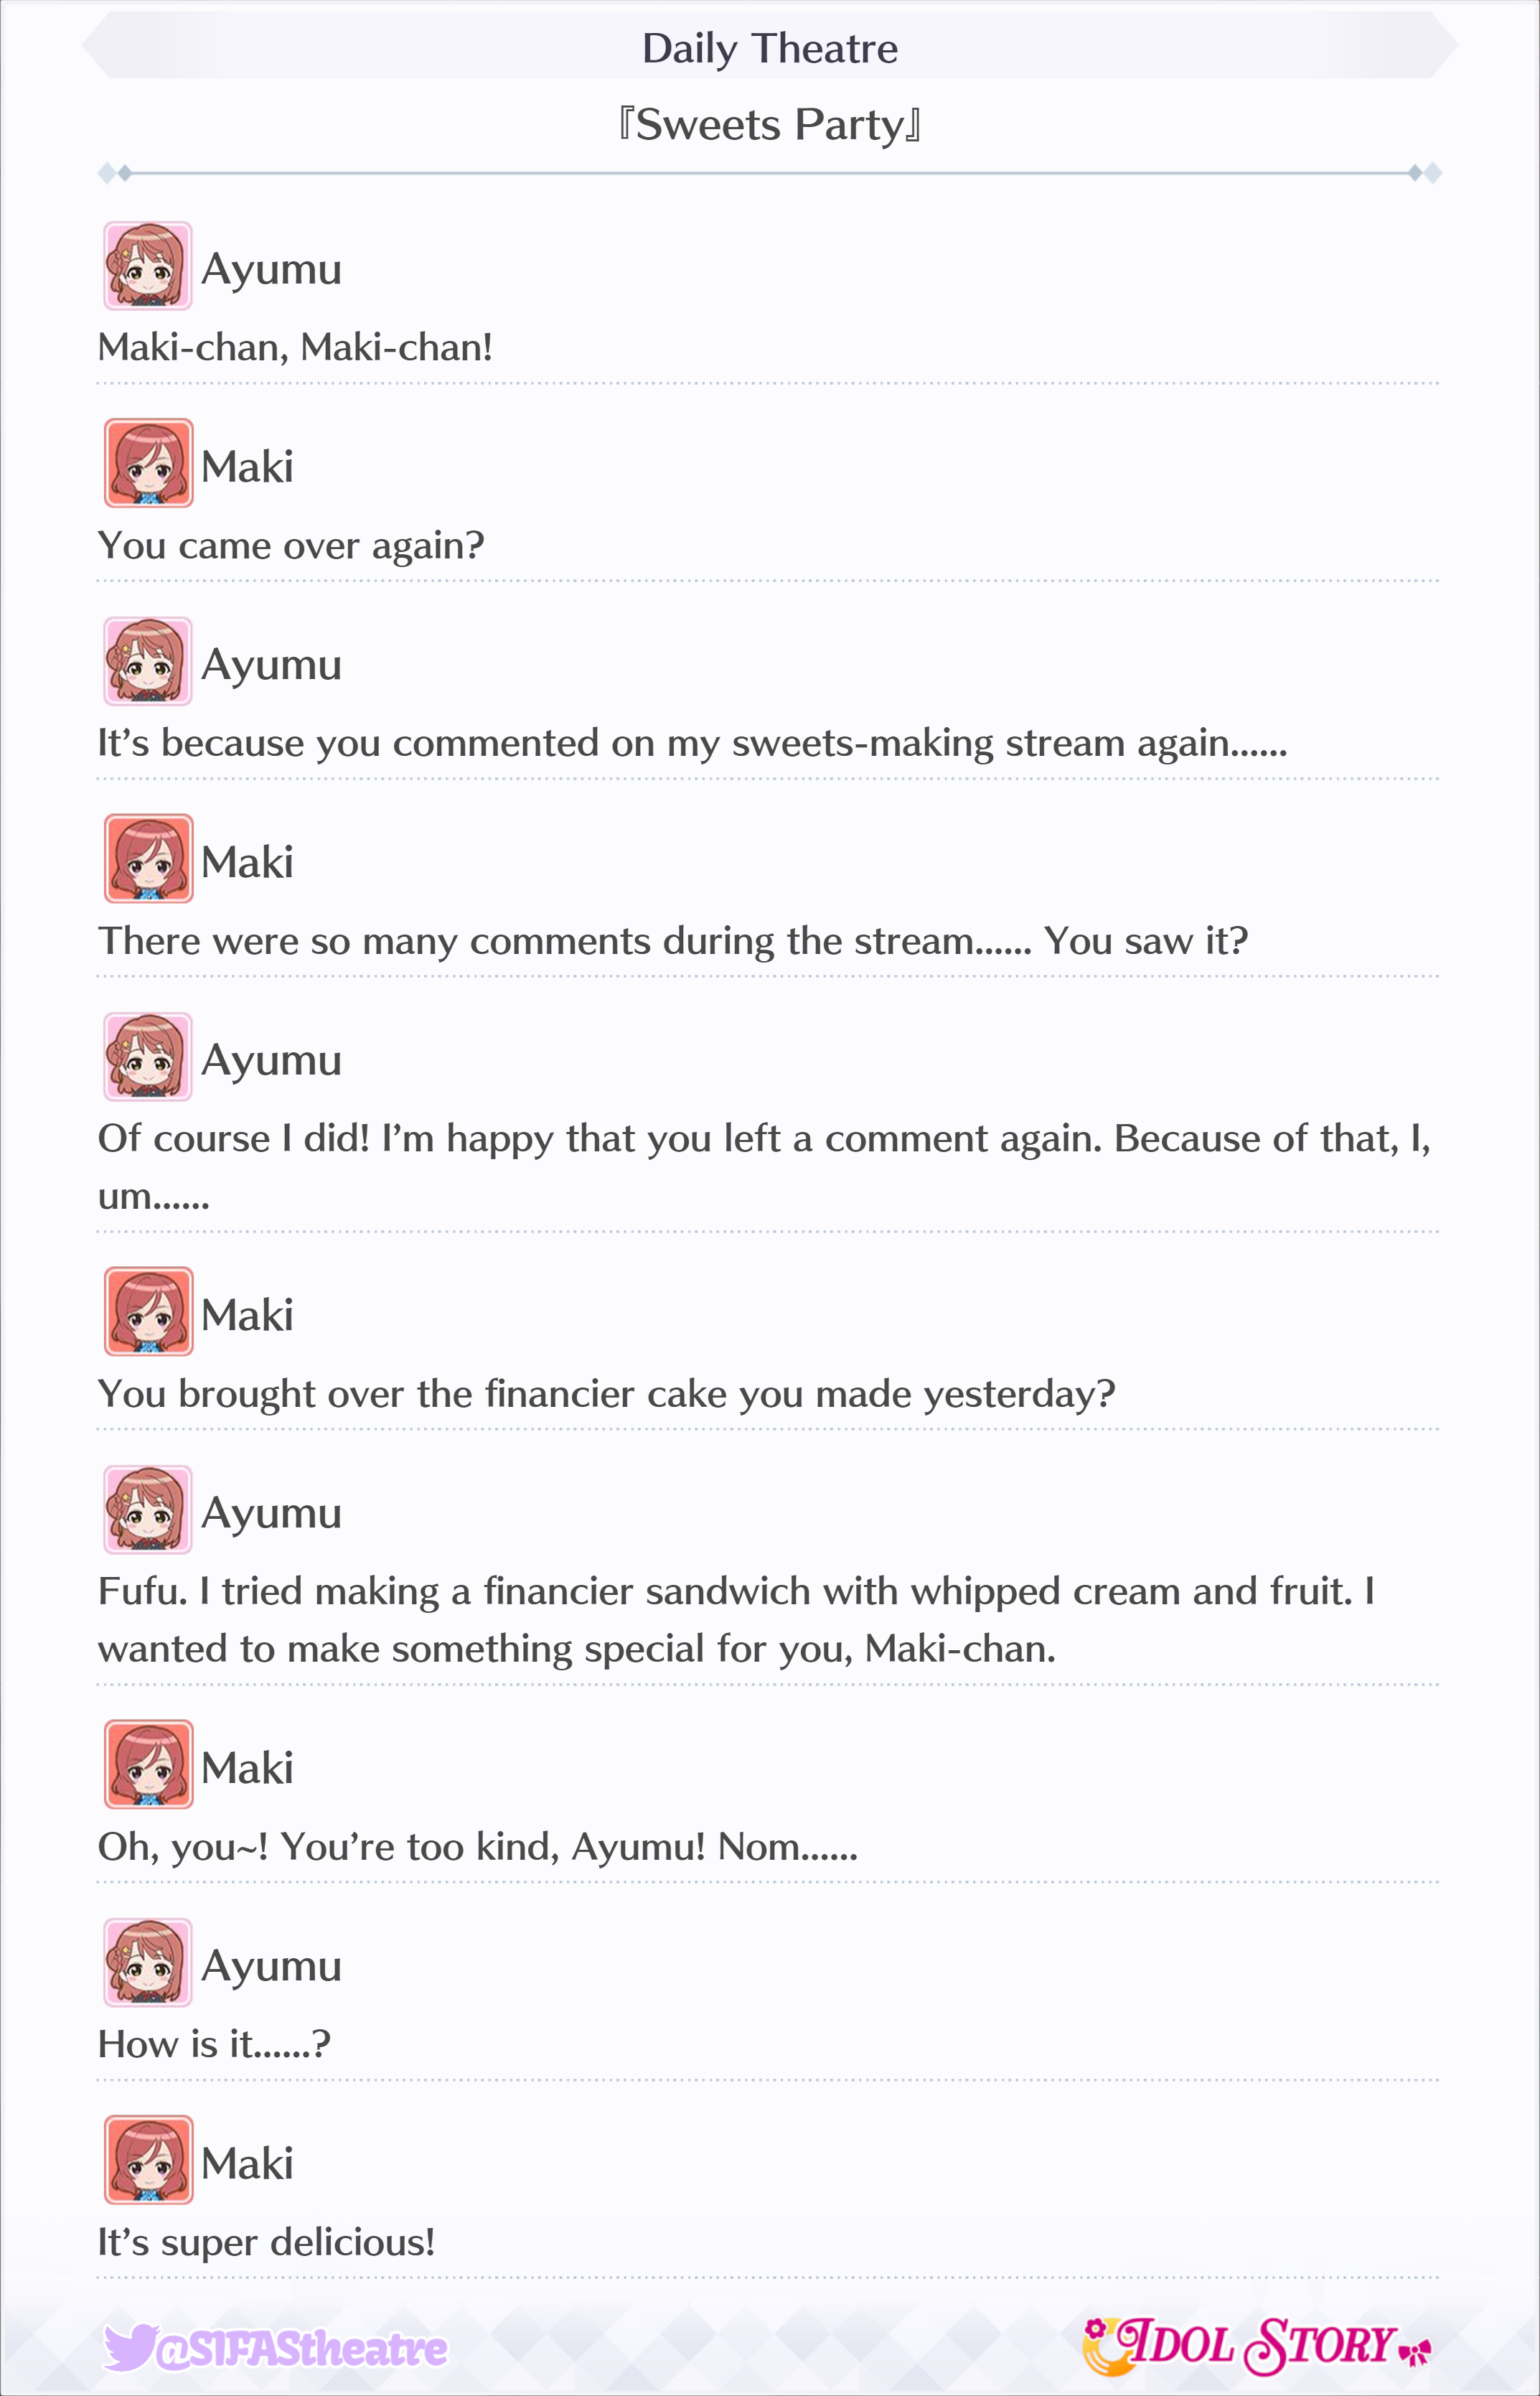 Daily Theatre
『Sweets Party』
Ayumu
Maki-chan, Maki-chan!
Maki
You came over again?
Ayumu
It’s because you commented on my sweets-making stream again......
Maki
There were so many comments during the stream...... You saw it?
Ayumu
Of course I did! I’m happy that you left a comment again. Because of that, I,
um......
Maki
You brought over the financier cake you made yesterday?
Ayumu
Fufu. I tried making a financier sandwich with whipped cream and fruit. I
wanted to make something special for you, Maki-chan.
Maki
Oh, you~! You’re too kind, Ayumu! Nom......
Ayumu
How is it......?
Maki
It’s super delicious!
@SIFAStheatre
IDOL STORY